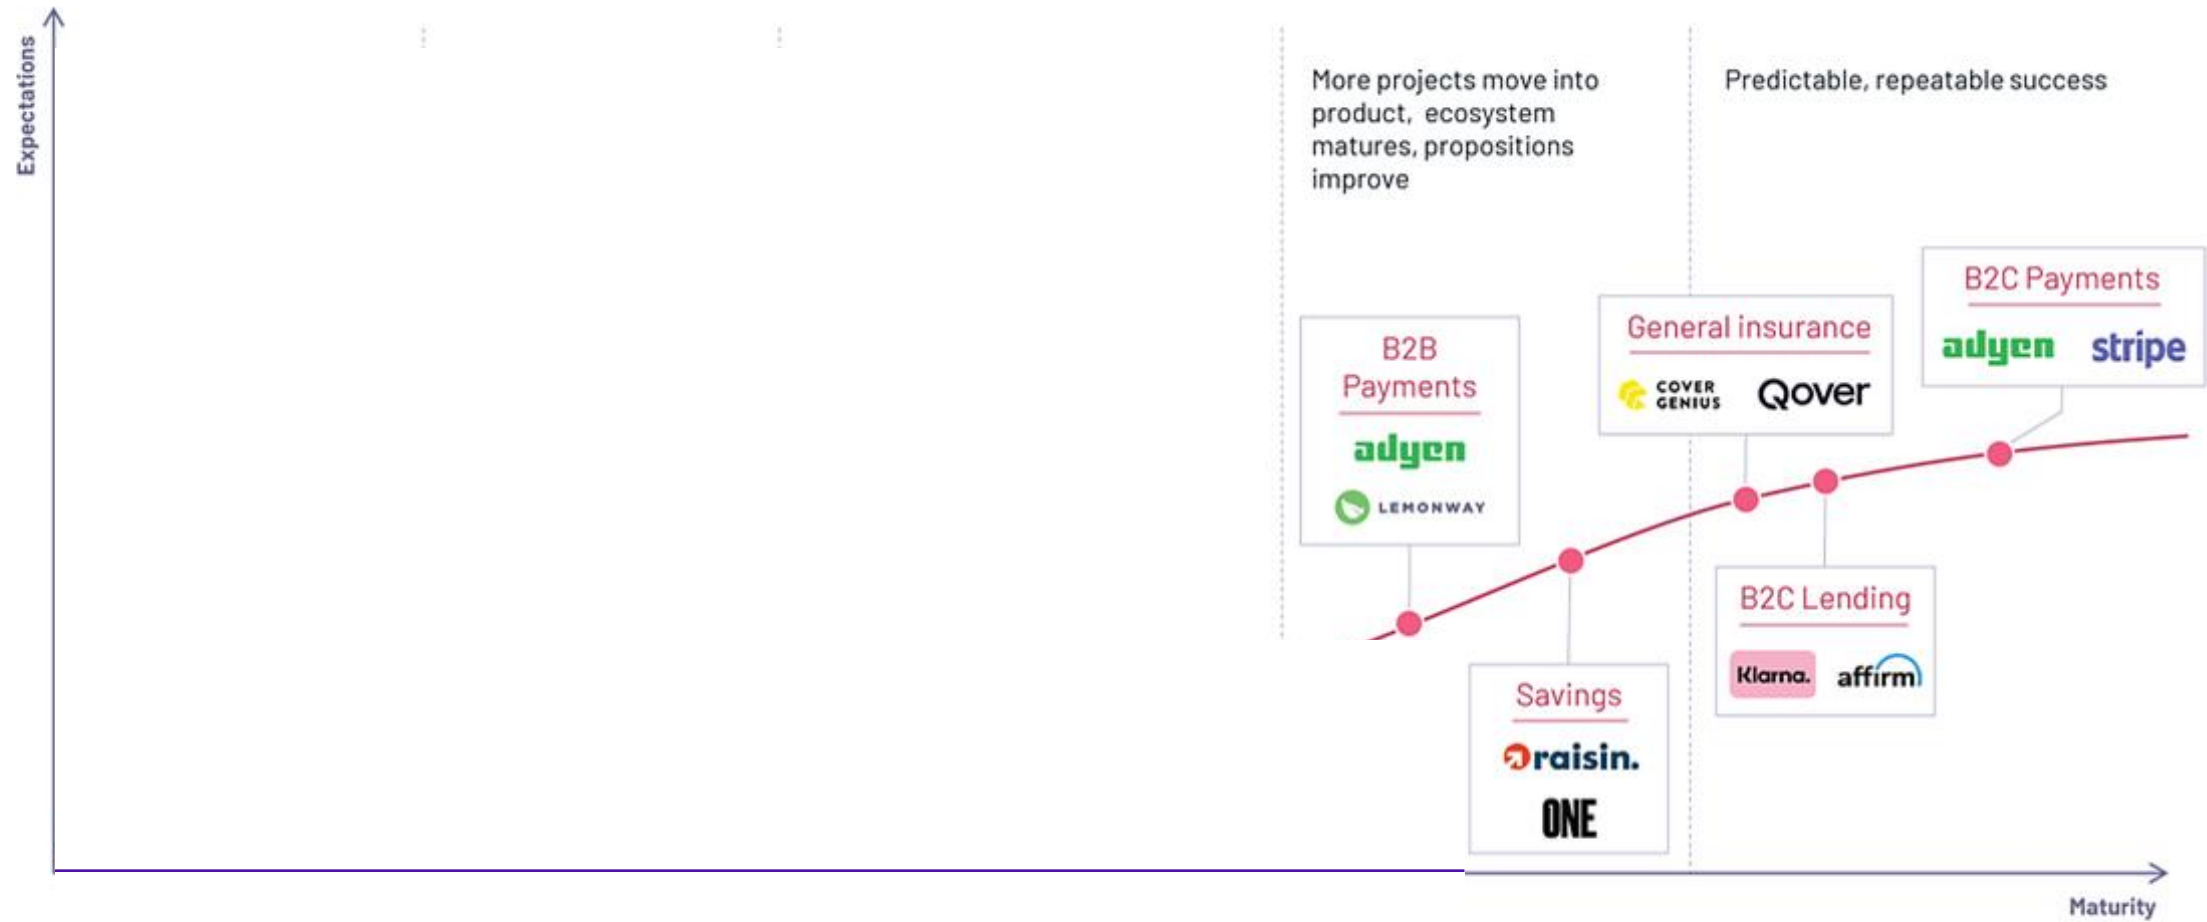 Expectations
More projects move into
product, ecosystem
matures, propositions
improve
Predictable, repeatable success
B2B
Payments
adyen
LEMONWAY
General insurance
COVER
GENIUS
Qover
B2C Payments
adyen
stripe
Savings
raisin.
ONE
B2C Lending
Klarna.
affirm
Maturity